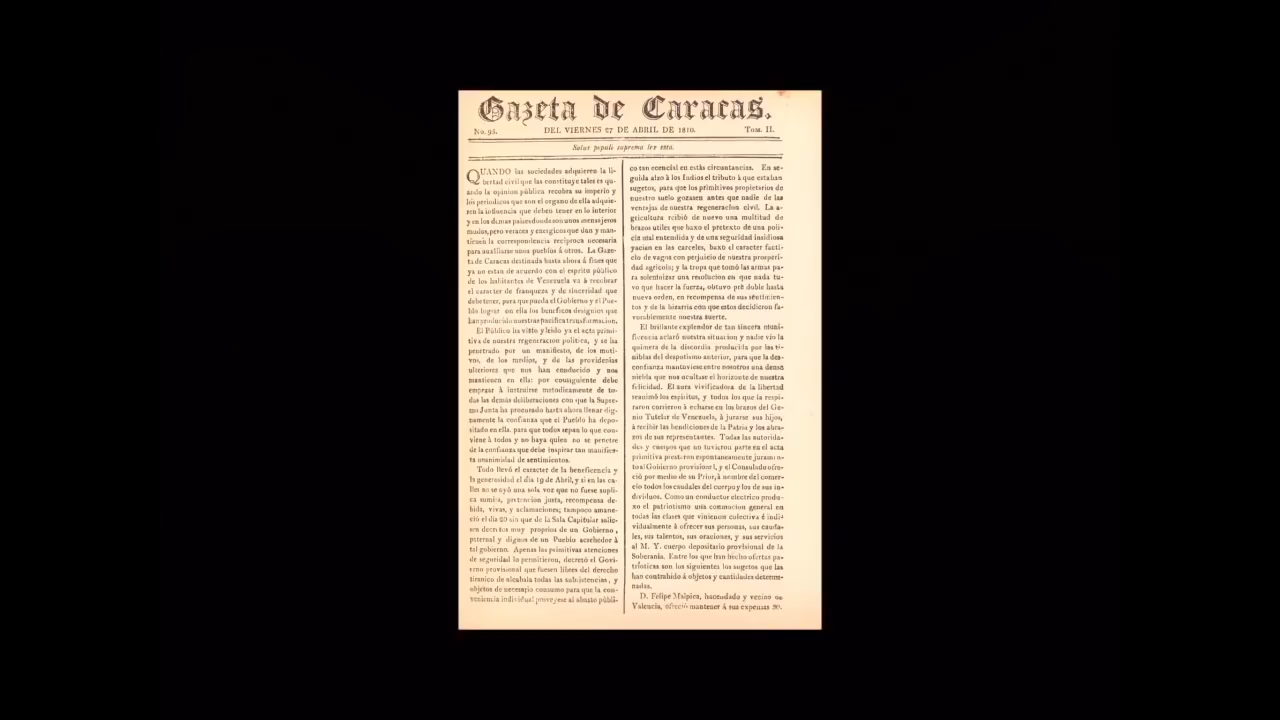 Gazeta de Caracas.
No. 95. DEL VIERNES 27 DE ABRIL DE 1810. Tom. II.
Salus populi suprema lex esto.
QUANDO las sociedades adquieren la li-
bertad civil que las constituye tales es qu-
ando la opinion pública recobra su imperio y
los periodicos que son el organo de ella adquie-
ren la influencia que deben tener en lo interior
y en los demas paises donde son unos mensajeros
mudos, pero veraces y energicos que dan y man-
tienen la correspondencia reciproca necesaria
para auxiliarse unos pueblos á otros. La Gaze-
ta de Caracas destinada hasta ahora á fines que
ya no estan de acuerdo con el espritu público
de los habitantes de Venezuela va á recobrar
el caracter de franqueza y de sinceridad que
debe tener, para que pueda el Gobierno y el Pue-
blo lograr en ella los beneficos designios que
han producido nuestras pacifica transformacion.
El Público ha visto y leido ya el acta primi-
tiva de nuestra regeneracion politica, y se ha
penetrado por un manifiesto, de los moti-
vos, de los medios, y de las providenias
ulteriores que nos han conducido y nos
mantienen en ella: por consiguiente debe
empezar á instruirse metodicamente de to-
das las demás deliberaciones con que la Supre-
mo Junta ha procurado hasta ahora llenar dig-
namente la confianza que el Pueblo ha depo-
sitado en ella. para que todos sepan lo que con-
viene à todos y no haya quien no se penetre
de la confianza que debe inspirar tan manifies-
ta unanimidad de sentimientos.
Todo llevó el caracter de la beneficencia y
la generosidad el dia 19 de Abril, y si en las ca-
lles no se oyó una sola voz que no fuese supli-
ca sumisa, pretencion justa, recompensa de-
bida, vivas, y aclamaciones; tampoco amane-
ció el dia 20 sin que de la Sala Capitular salie-
sen decretos muy proprios de un Gobierno,
paternal y dignos de un Pueblo acrehedor à
tal gobierno. Apenas las primitivas atenciones
de seguridad lo permitieron, decretó el Govi-
erno provisional que fuesen libres del derecho
tiranico de alcabala todas las subsistencias, y
objetos de necesario consumo para que la con-
veniencia individual preveyese al abasto públi-
co tan esencial en estas circunstancias. En se-
guida alzo à los Indios el tributo à que estaban
sugetos, para que los primitivos propietarios de
nuestro suelo gozasen antes que nadie de las
ventajas de nuestra regeneracion civil. La a-
gricultura recibió de nuevo una multitud de
brazos utiles que baxo el pretexto de una poli-
cia mal entendida y de una seguridad insidiosa
yacian en las carceles, baxo el caracter facti-
cio de vagos con perjuicio de nuestra prosperi-
dad agricola; y la tropa que tomó las armas pa-
ra solemnizar una resolucion en que nada tu-
vo que hacer la fuerza, obtuvo pré doble hasta
nueva orden, en recompensa de sus sentimien-
tos y de la bizarria con que estos decidieron fa-
vorablemente nuestra suerte.
El brillante explendor de tan sincera muni-
ficencia aclaró nuestra situacion y nadie vio la
quimera de la discordia producida por las ti-
nieblas del despotismo anterior, para que la des-
confianza mantuviese entre nosotros una densa
niebla que nos ocultase el horizonte de nuestra
felicidad. El aura vivificadora de la libertad
reanimó los espiritus, y todos los que la respi-
raron corrieron à echarse en los brazos del Ge-
nio Tutelar de Venezuela, à jurarse sus hijos,
à recibir las bendiciones de la Patria y los abra-
zos de sus representantes. Todas las autorida-
des y cuerpos que no tuvieron parte en el acta
primitiva prestaron espontaneamente juramen-
to al Gobierno provisional, y el Consulado ofre-
ció por medio de su Prior, à nombre del comer-
cio todos los caudales del cuerpo y los de sus in-
dividuos. Como un conductor electrico produ-
xo el patriotismo una conmocion general en
todas las clases que vinieron colectiva é indi-
vidualmente à ofrecer sus personas, sus cauda-
les, sus talentos, sus oraciones, y sus servicios
al M. Y. cuerpo depositario provisional de la
Soberania. Entre los que han hecho ofertas pa-
trioticas son los siguientes los sugetos que las
han contrahido á objetos y cantidades determi-
nadas.
D. Felipe Malpica, hacendado y vecino de
Valencia, ofreció mantener á sus expensas 30.